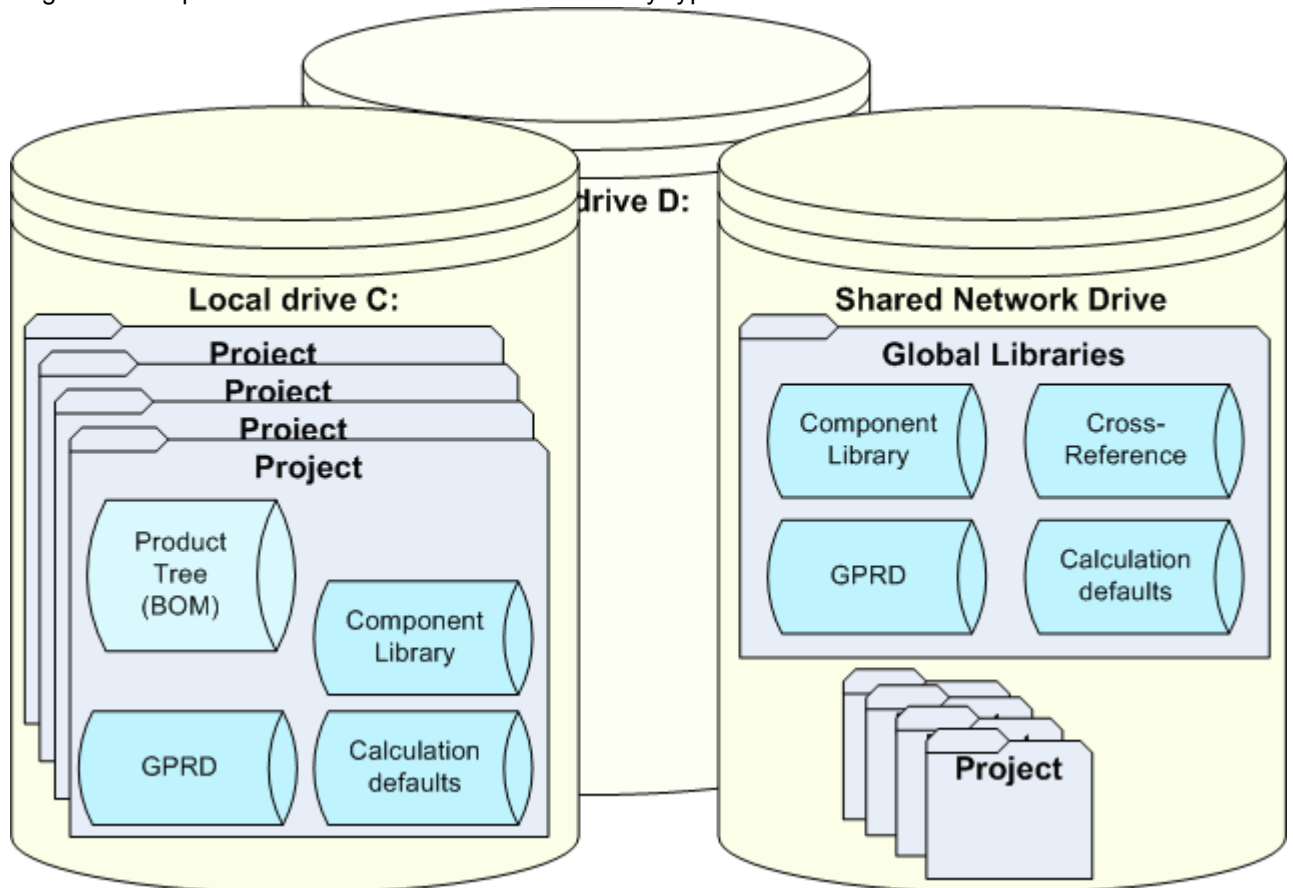 drive D:
Local drive C:
Project
Project
Project
Project
Product
Tree
(BOM)
Component
Library
GPRD
Calculation
defaults
Shared Network Drive
Global Libraries
Component
Library
Cross-
Reference
GPRD
Calculation
defaults
Project